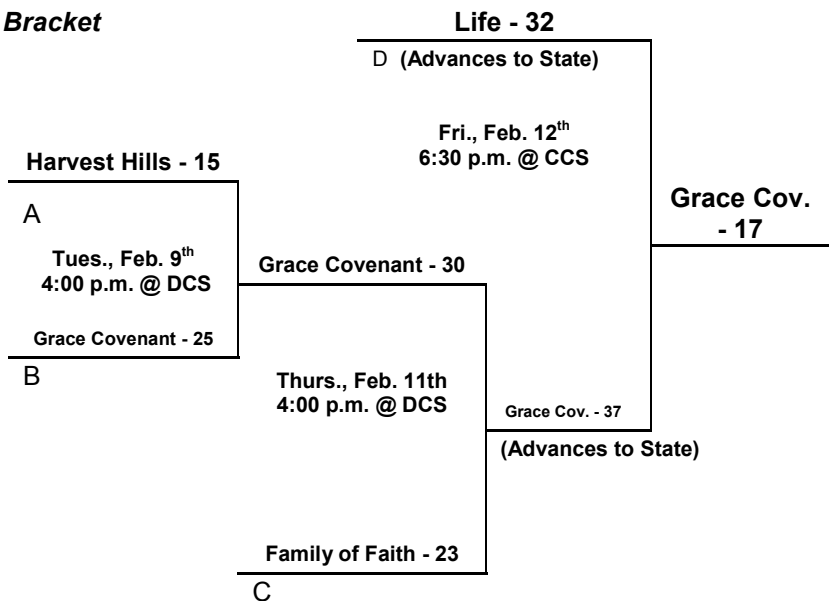 Bracket
Life - 32
D (Advances to State)
Fri., Feb. 12th
6:30 p.m. @ CCS
Harvest Hills - 15
A
Tues., Feb. 9th
4:00 p.m. @ DCS
Grace Covenant - 25
B
Grace Covenant - 30
Thurs., Feb. 11th
4:00 p.m. @ DCS
Family of Faith - 23
C
Grace Cov. - 37
(Advances to State)
Grace Cov.
- 17